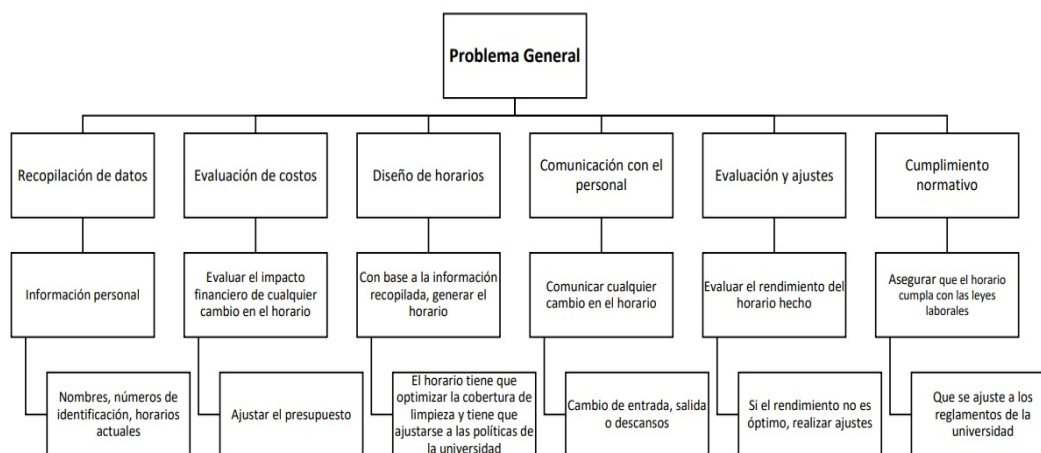 Problema General
Recopilación de datos
Evaluación de costos
Diseño de horarios
Comunicación con el
personal
Evaluación y ajustes
Cumplimiento
normativo
Información personal
Evaluar el impacto
financiero de cualquier
cambio en el horario
Con base a la información
recopilada, generar el
horario
Comunicar cualquier
cambio en el horario
Evaluar el rendimiento del
horario hecho
Asegurar que el horario
cumpla con las leyes
laborales
Nombres, números de
identificación, horarios
actuales
Ajustar el presupuesto
El horario tiene que
optimizar la cobertura de
limpieza y tiene que
ajustarse a las políticas de
la universidad
Cambio de entrada, salida
o descansos
Si el rendimiento no es
óptimo, realizar ajustes
Que se ajuste a los
reglamentos de la
universidad